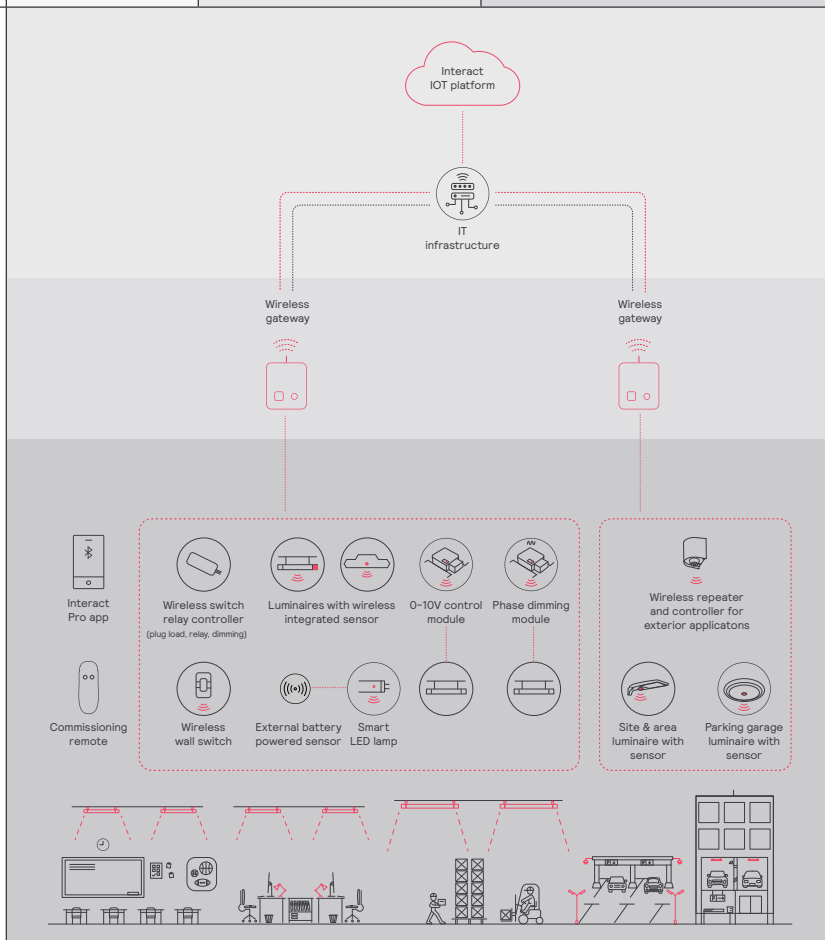 Interact
IOT platform
IT
infrastructure
Wireless
gateway
Wireless
gateway
Interact
Pro app
Wireless switch
relay controller
(plug load, relay, dimming)
Luminaires with wireless
integrated sensor
0-10V control
module
Phase dimming
module
Wireless repeater
and controller for
exterior applicatons
Commissioning
remote
Wireless
wall switch
External battery
powered sensor
Smart
LED lamp
Site & area
luminaire with
sensor
Parking garage
luminaire with
sensor